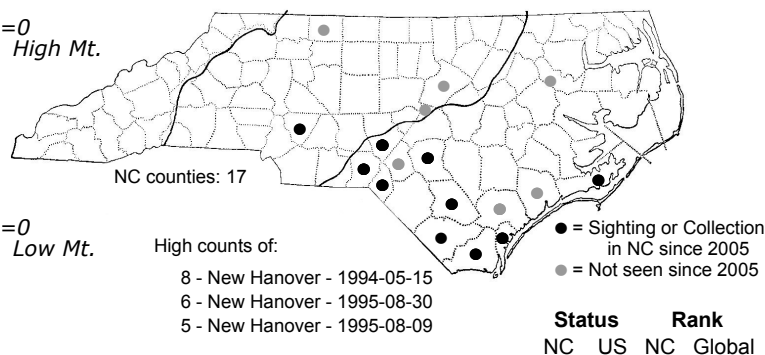 =0
High Mt.
NC counties: 17
=0
Low Mt.
High counts of:
8 - New Hanover - 1994-05-15
6 - New Hanover - 1995-08-30
5 - New Hanover - 1995-08-09
= Sighting or Collection
in NC since 2005
= Not seen since 2005
Status Rank
NC US NC Global